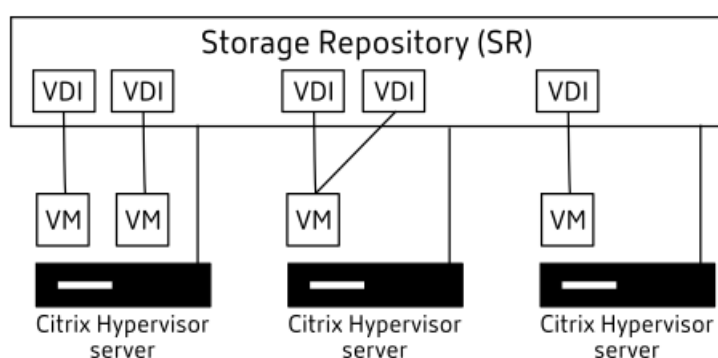 Storage Repository (SR)
VDI VDI VDI VDI VDI
VM VM VM VM
Citrix Hypervisor server Citrix Hypervisor server Citrix Hypervisor server